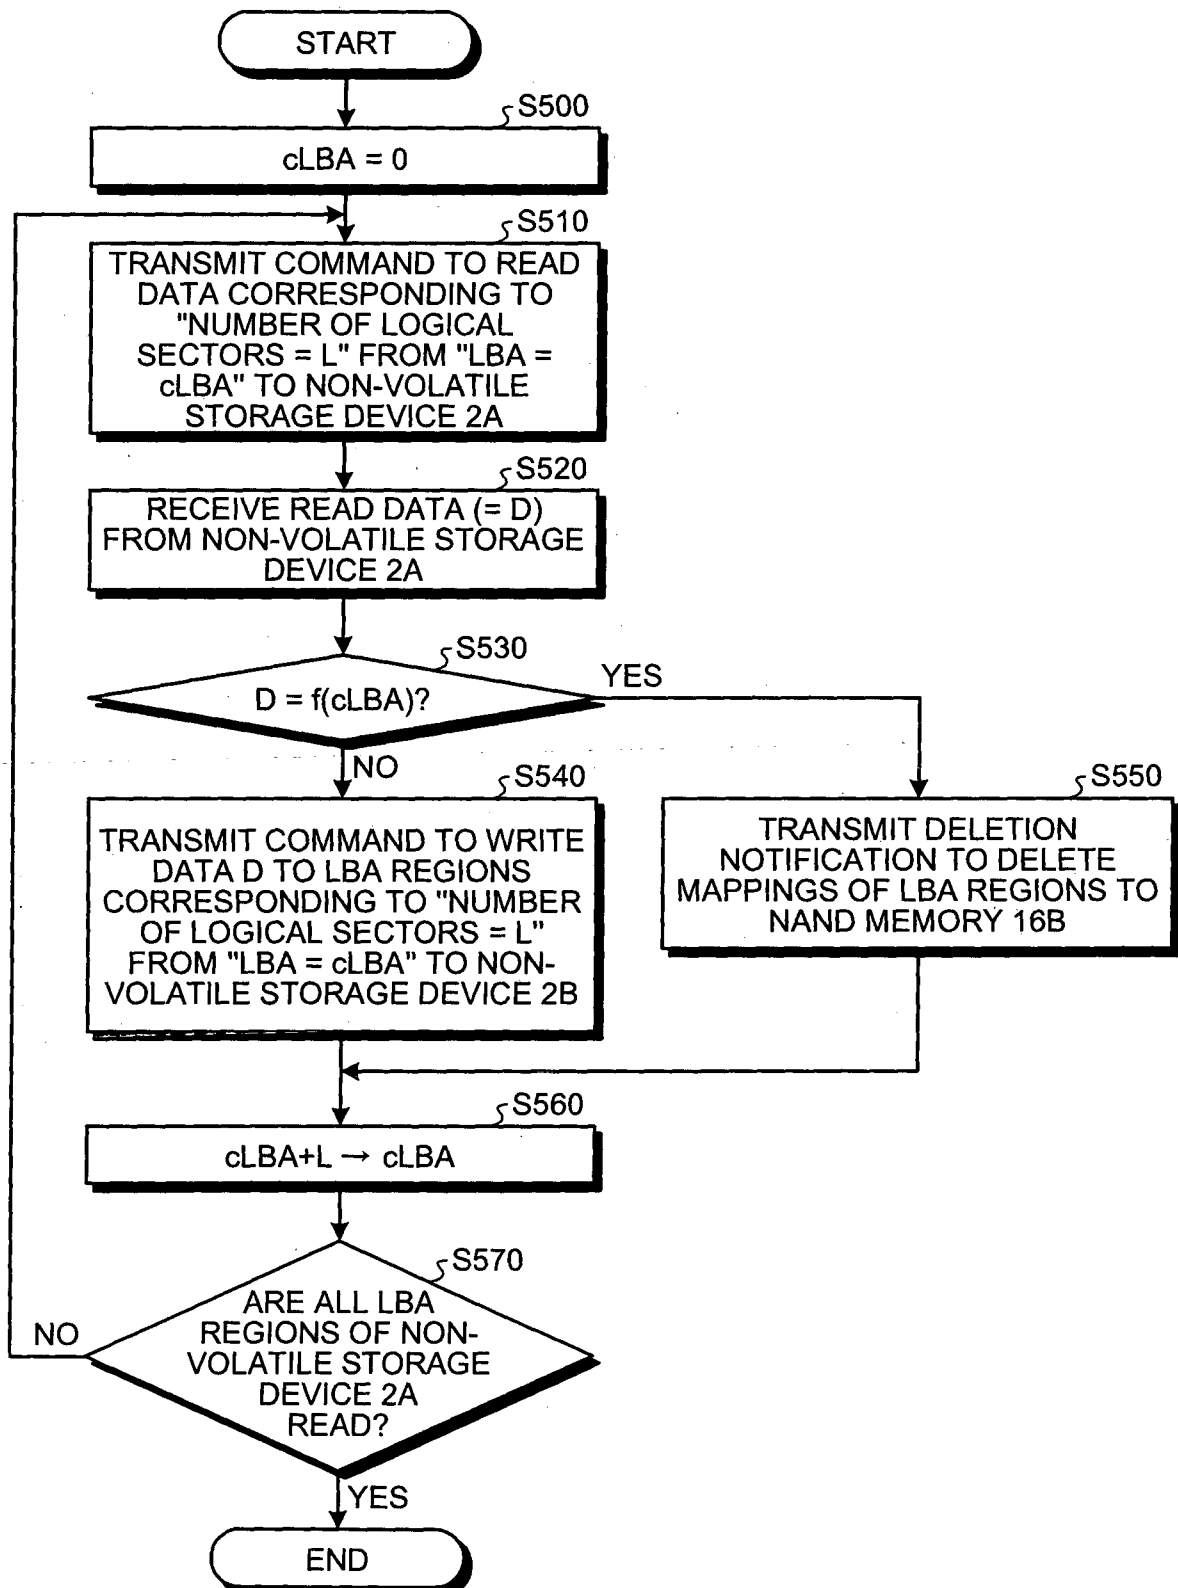 START
S500
cLBA = 0
S510
TRANSMIT COMMAND TO READ
DATA CORRESPONDING TO
"NUMBER OF LOGICAL
SECTORS = L" FROM "LBA =
cLBA" TO NON-VOLATILE
STORAGE DEVICE 2A
S520
RECEIVE READ DATA (= D)
FROM NON-VOLATILE STORAGE
DEVICE 2A
S530
D = f(cLBA)?
YES
NO
S540
TRANSMIT COMMAND TO WRITE
DATA D TO LBA REGIONS
CORRESPONDING TO "NUMBER
OF LOGICAL SECTORS = L"
FROM "LBA = cLBA" TO NON-
VOLATILE STORAGE DEVICE 2B
S550
TRANSMIT DELETION
NOTIFICATION TO DELETE
MAPPINGS OF LBA REGIONS TO
NAND MEMORY 16B
S560
cLBA+L → cLBA
S570
ARE ALL LBA
REGIONS OF NON-
VOLATILE STORAGE
DEVICE 2A
READ?
NO
YES
END